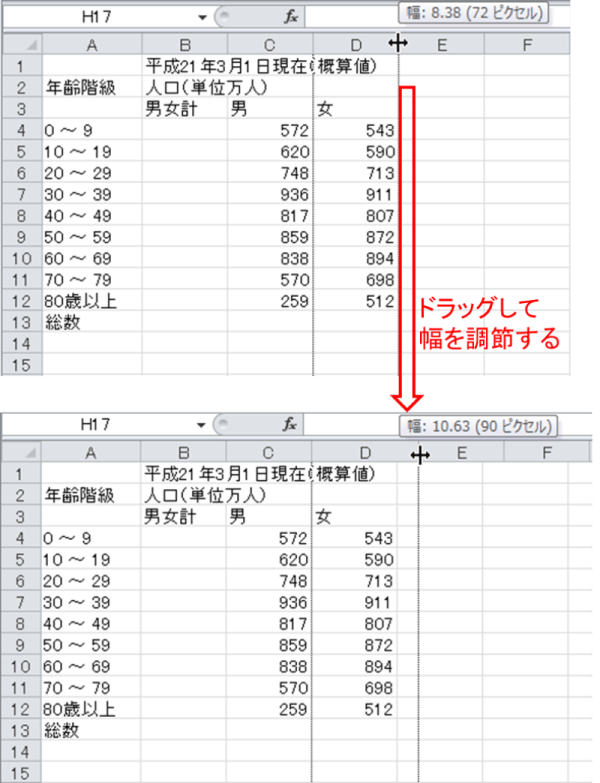 H17 fx 幅: 8.38 (72 ピクセル)
A B C D E F
1 平成21年3月1日現在(概算値)
2 年齢階級 人口(単位万人)
3 男女計 男 女
4 0 ～ 9 572 543
5 10 ～ 19 620 590
6 20 ～ 29 748 713
7 30 ～ 39 936 911
8 40 ～ 49 817 807
9 50 ～ 59 859 872
10 60 ～ 69 838 894
11 70 ～ 79 570 698
12 80歳以上 259 512
13 総数
14
15
ドラッグして
幅を調節する
H17 fx 幅: 10.63 (90 ピクセル)
A B C D E F
1 平成21年3月1日現在(概算値)
2 年齢階級 人口(単位万人)
3 男女計 男 女
4 0 ～ 9 572 543
5 10 ～ 19 620 590
6 20 ～ 29 748 713
7 30 ～ 39 936 911
8 40 ～ 49 817 807
9 50 ～ 59 859 872
10 60 ～ 69 838 894
11 70 ～ 79 570 698
12 80歳以上 259 512
13 総数
14
15